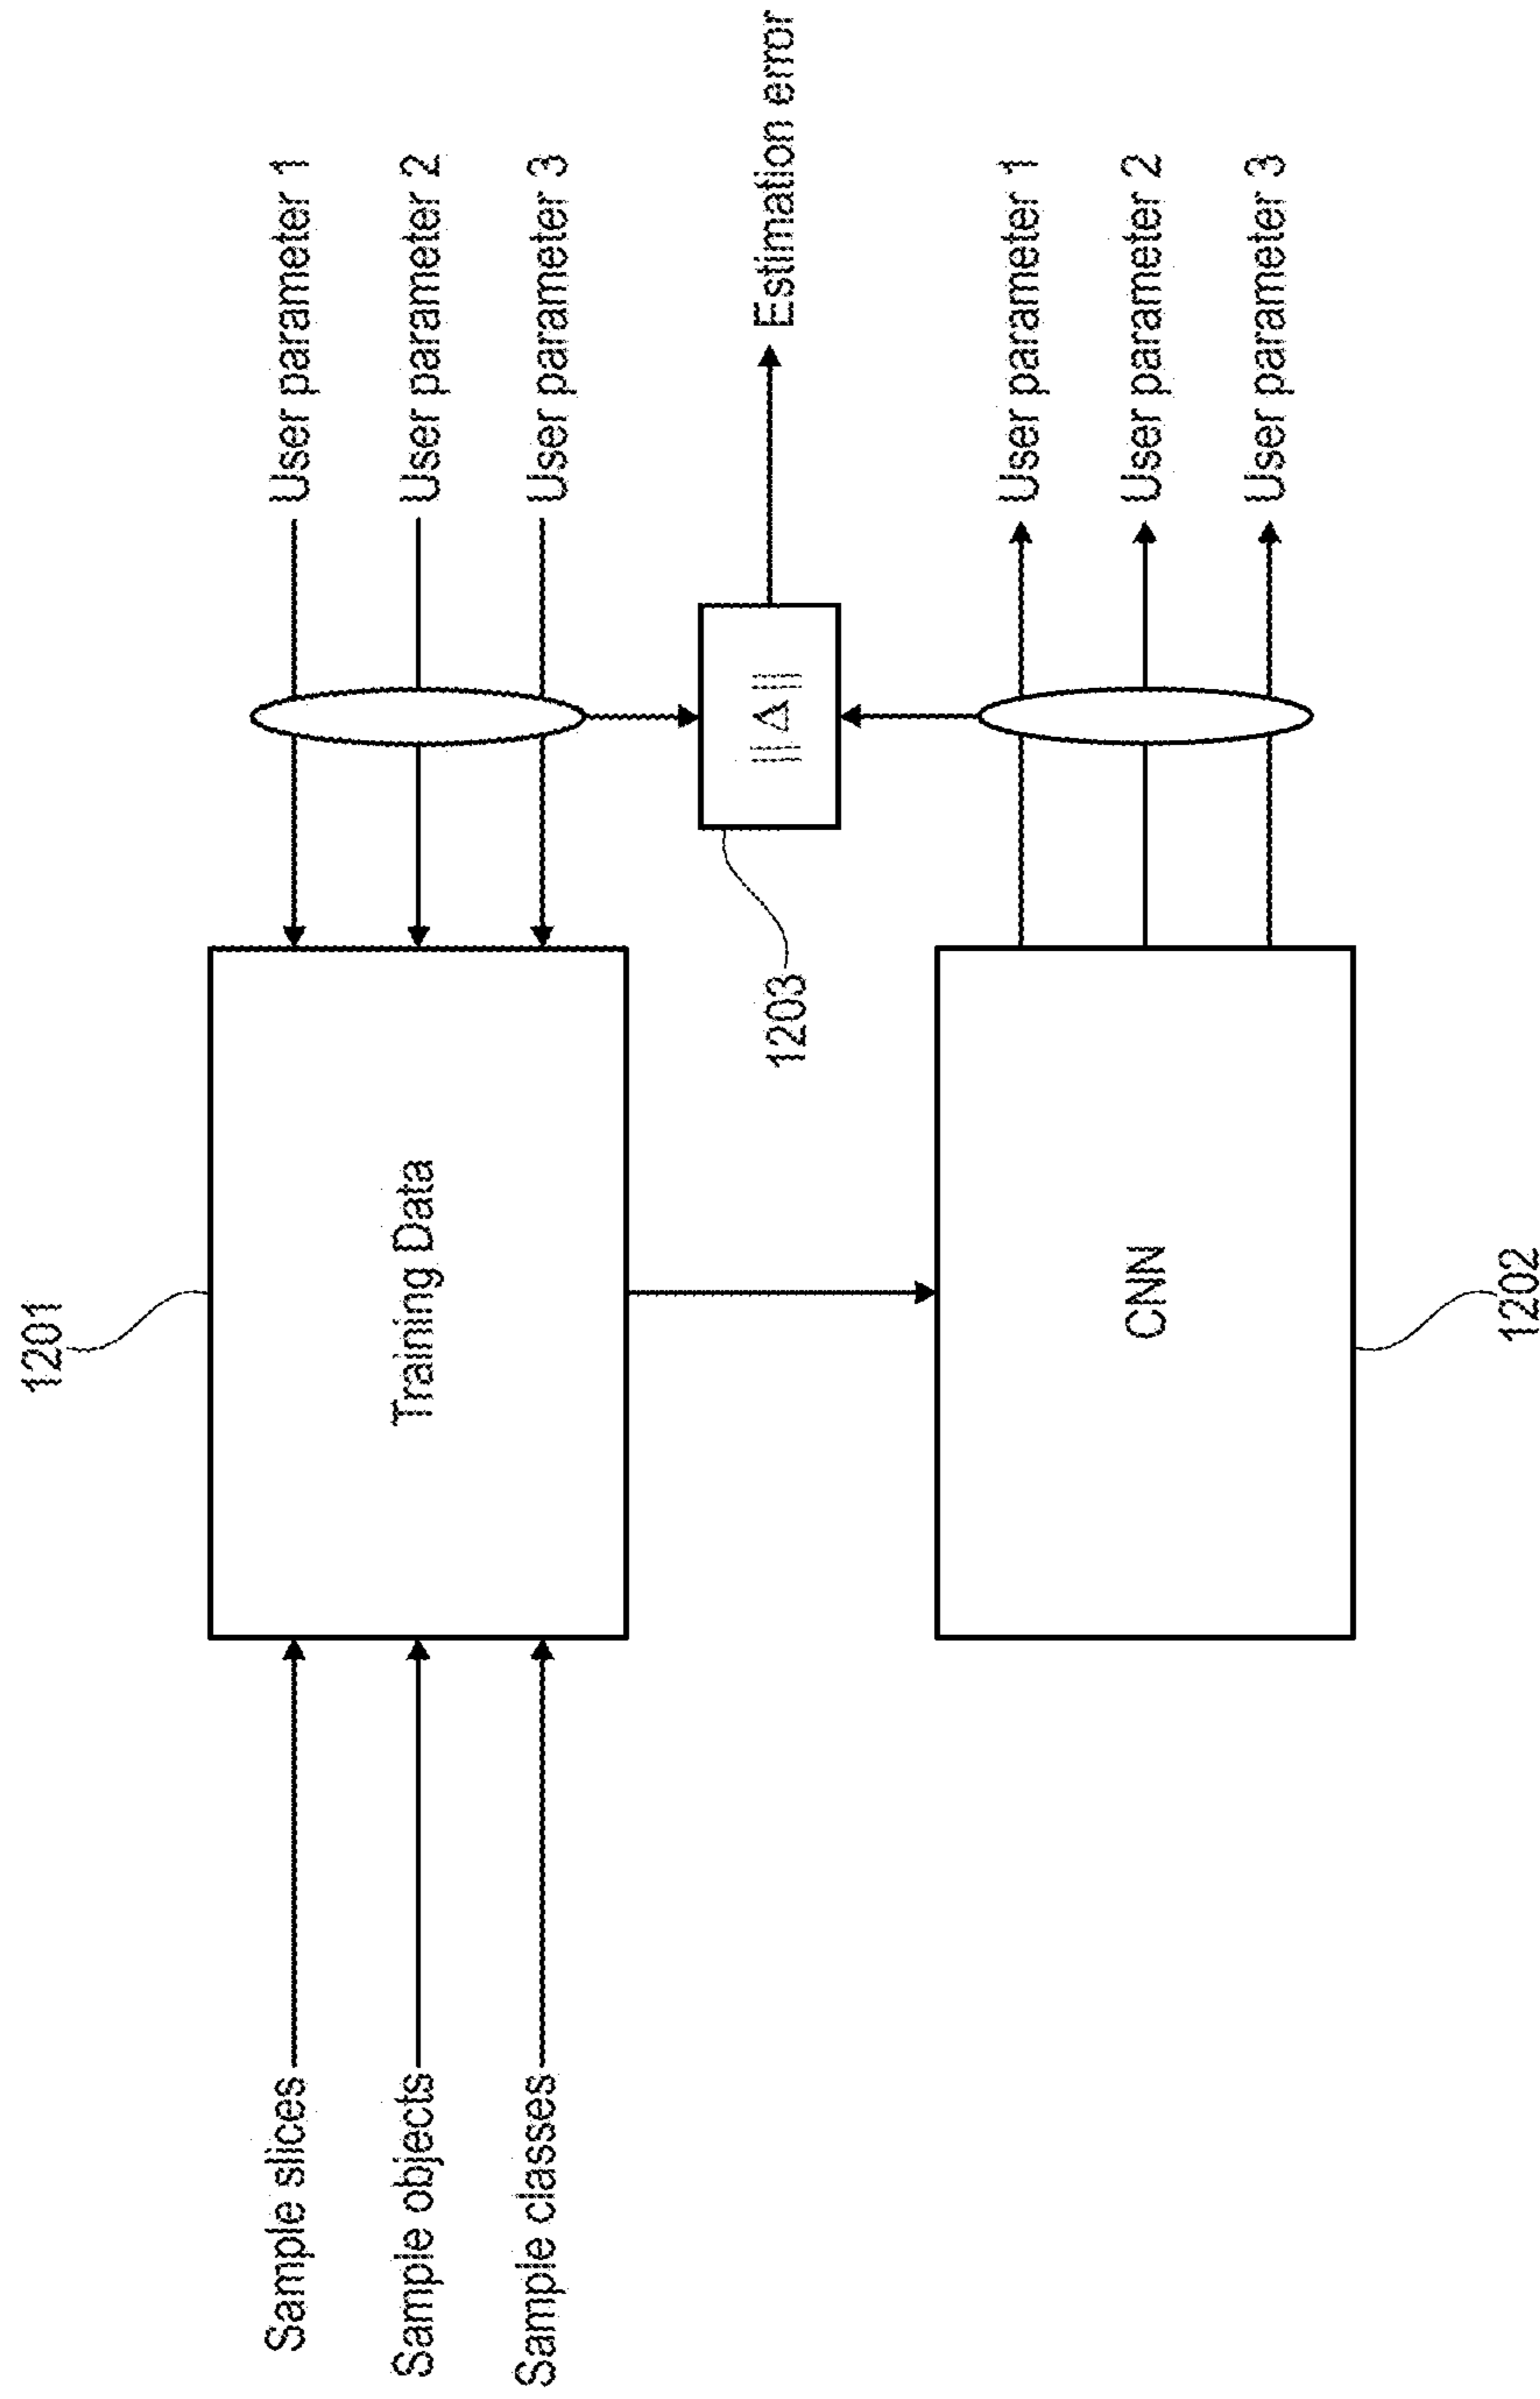 1201
Sample slices
Sample objects
Sample classes
Training Data
User parameter 1
User parameter 2
User parameter 3
1203
||Δ||
Estimation error
CNN
User parameter 1
User parameter 2
User parameter 3
1202